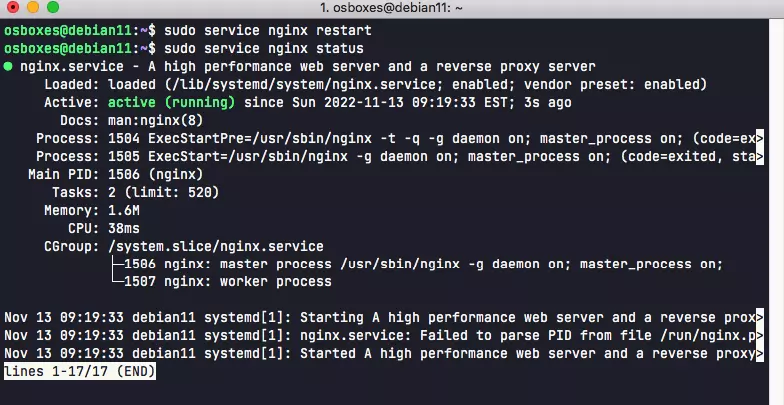 1. osboxes@debian11: ~
osboxes@debian11:~$ sudo service nginx restart
osboxes@debian11:~$ sudo service nginx status
● nginx.service - A high performance web server and a reverse proxy server
Loaded: loaded (/lib/systemd/system/nginx.service; enabled; vendor preset: enabled)
Active: active (running) since Sun 2022-11-13 09:19:33 EST; 3s ago
Docs: man:nginx(8)
Process: 1504 ExecStartPre=/usr/sbin/nginx -t -q -g daemon on; master_process on; (code=ex>
Process: 1505 ExecStart=/usr/sbin/nginx -g daemon on; master_process on; (code=exited, sta>
Main PID: 1506 (nginx)
Tasks: 2 (limit: 520)
Memory: 1.6M
CPU: 38ms
CGroup: /system.slice/nginx.service
├─1506 nginx: master process /usr/sbin/nginx -g daemon on; master_process on;
└─1507 nginx: worker process
Nov 13 09:19:33 debian11 systemd[1]: Starting A high performance web server and a reverse prox>
Nov 13 09:19:33 debian11 systemd[1]: nginx.service: Failed to parse PID from file /run/nginx.p>
Nov 13 09:19:33 debian11 systemd[1]: Started A high performance web server and a reverse proxy>
lines 1-17/17 (END)